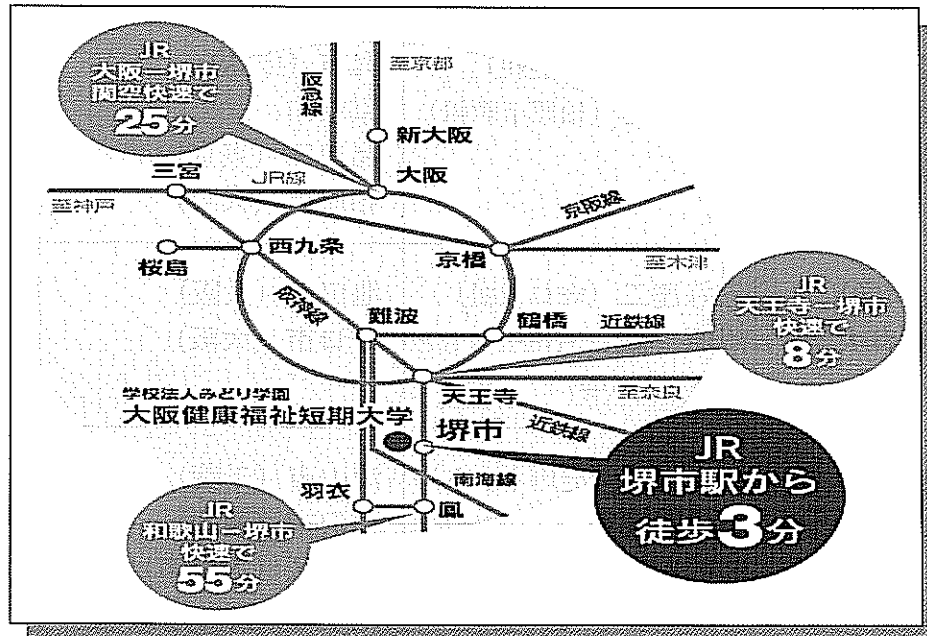 JR
大阪ー堺市
関空快速で
25分
阪急線
至京都
新大阪
三宮
JR線
大阪
至神戸
京阪線
桜島
西九条
京橋
至木津
阪神線
難波
鶴橋
近鉄線
JR
天王寺ー堺市
快速で
8分
学校法人みどり学園
大阪健康福祉短期大学
天王寺
至奈良
近鉄線
堺市
JR
堺市駅から
徒歩3分
南海線
羽衣
鳳
JR
和歌山ー堺市
快速で
55分